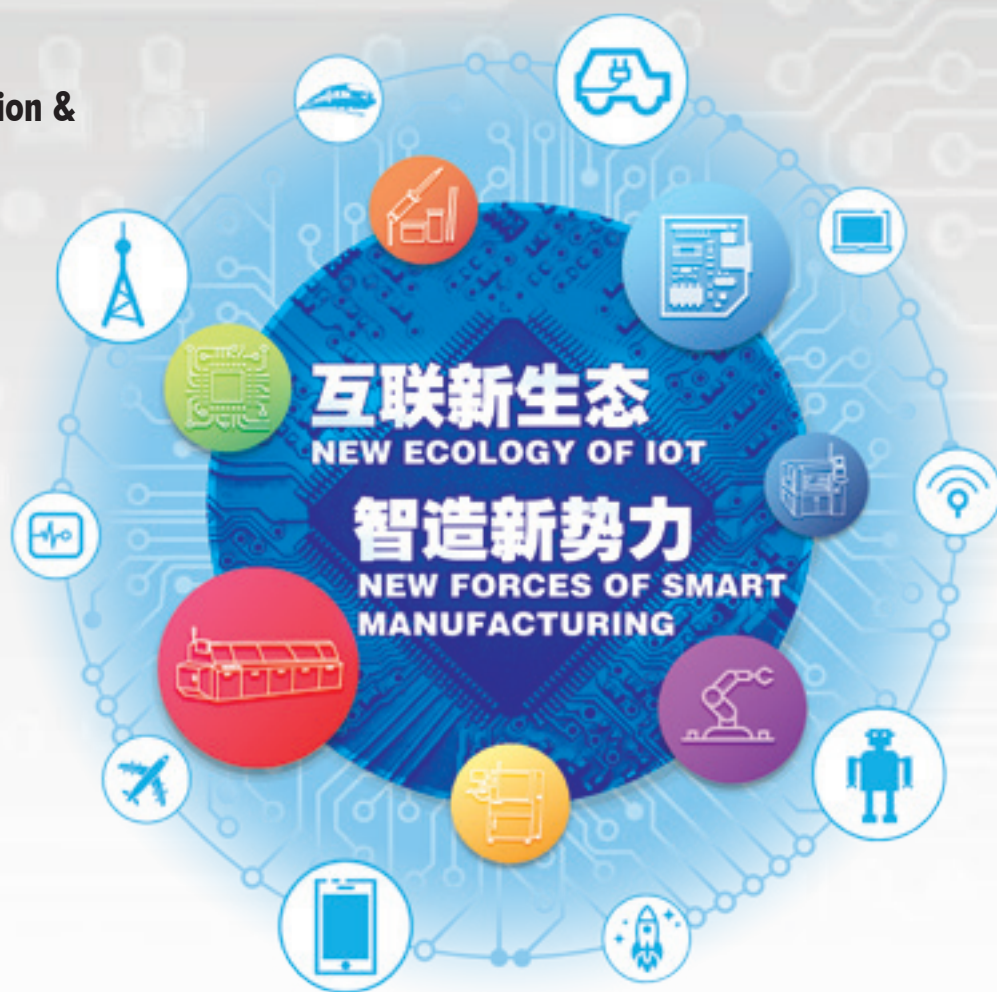 ion &
互联新生态
NEW ECOLOGY OF IOT
智造新势力
NEW FORCES OF SMART
MANUFACTURING